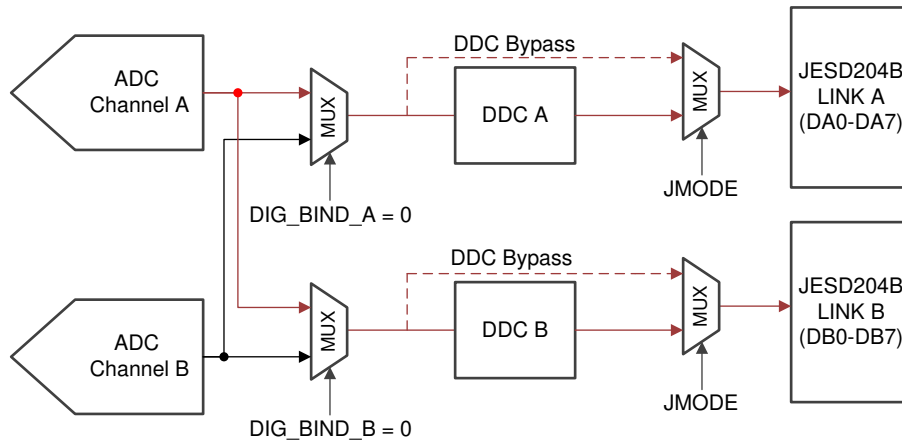 ADC
Channel A
MUX
DIG_BIND_A = 0
DDC Bypass
DDC A
MUX
JMODE
JESD204B
LINK A
(DA0-DA7)
ADC
Channel B
MUX
DIG_BIND_B = 0
DDC Bypass
DDC B
MUX
JMODE
JESD204B
LINK B
(DB0-DB7)